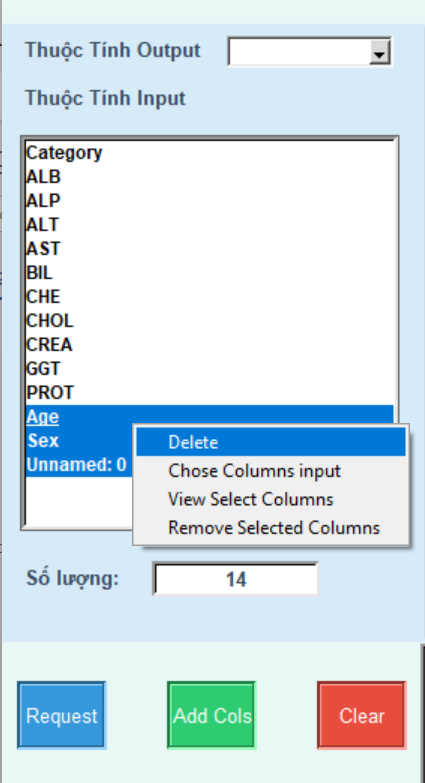 Thuộc Tính Output
Thuộc Tính Input
Category
ALB
ALP
ALT
AST
BIL
CHE
CHOL
CREA
GGT
PROT
Age
Sex
Unnamed: 0
Delete
Chose Columns input
View Select Columns
Remove Selected Columns
Số lượng: 14
Request Add Cols Clear